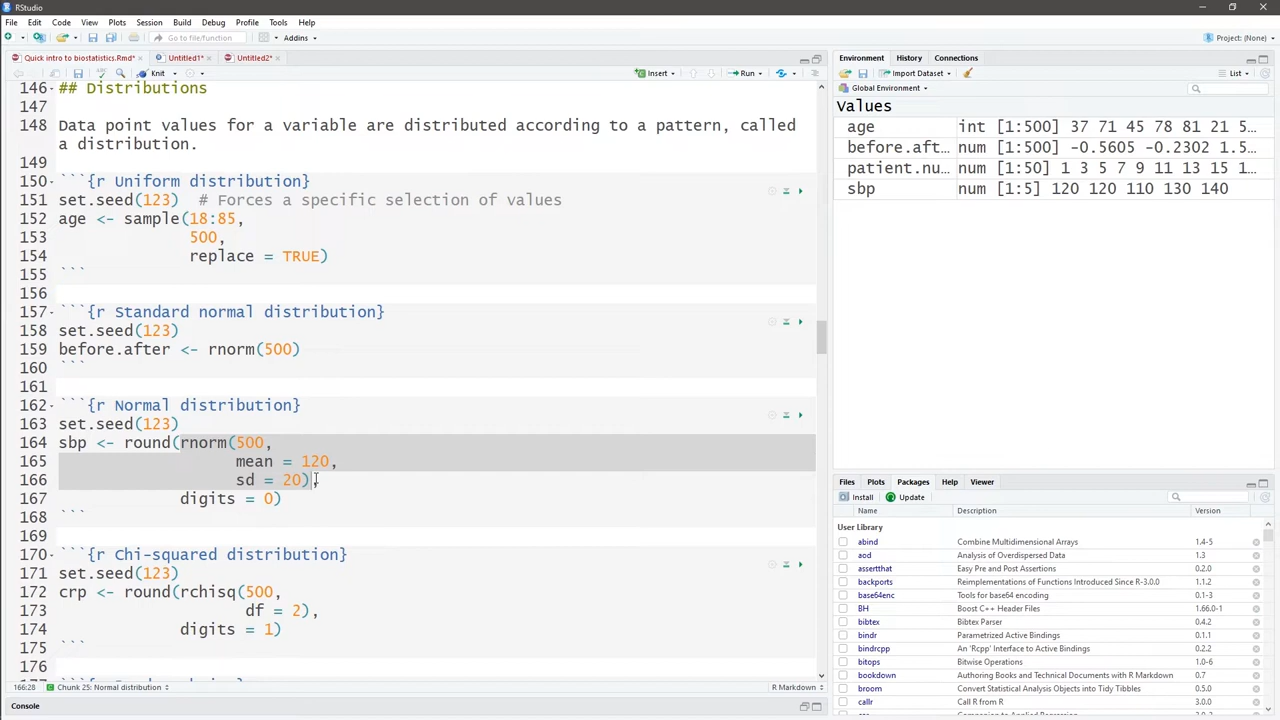 RStudio
File Edit Code View Plots Session Build Debug Profile Tools Help
Go to file/function Addins Project: (None)
Quick intro to biostatistics.Rmd* Untitled1* Untitled2*
Knit Insert Run
146 ## Distributions
147
148 Data point values for a variable are distributed according to a pattern, called
a distribution.
149
150 ```{r Uniform distribution}
151 set.seed(123)  # Forces a specific selection of values
152 age <- sample(18:85,
153 500,
154 replace = TRUE)
155 ```
156
157 ```{r Standard normal distribution}
158 set.seed(123)
159 before.after <- rnorm(500)
160 ```
161
162 ```{r Normal distribution}
163 set.seed(123)
164 sbp <- round(rnorm(500,
165 mean = 120,
166 sd = 20),
167 digits = 0)
168 ```
169
170 ```{r Chi-squared distribution}
171 set.seed(123)
172 crp <- round(rchisq(500,
173 df = 2),
174 digits = 1)
175 ```
176
166:28 Chunk 25: Normal distribution R Markdown
Console
Environment History Connections
Import Dataset List
Global Environment
Values
age int [1:500] 37 71 45 78 81 21 5…
before.aft… num [1:500] -0.5605 -0.2302 1.5…
patient.nu… num [1:50] 1 3 5 7 9 11 13 15 1…
sbp num [1:5] 120 120 110 130 140
Files Plots Packages Help Viewer
Install Update
Name Description Version
User Library
abind Combine Multidimensional Arrays 1.4-5
aod Analysis of Overdispersed Data 1.3
assertthat Easy Pre and Post Assertions 0.2.0
backports Reimplementations of Functions Introduced Since R-3.0.0 1.1.2
base64enc Tools for base64 encoding 0.1-3
BH Boost C++ Header Files 1.66.0-1
bibtex Bibtex Parser 0.4.2
bindr Parametrized Active Bindings 0.1.1
bindrcpp An 'Rcpp' Interface to Active Bindings 0.2.2
bitops Bitwise Operations 1.0-6
bookdown Authoring Books and Technical Documents with R Markdown 0.7
broom Convert Statistical Analysis Objects into Tidy Tibbles 0.5.0
callr Call R from R 3.0.0